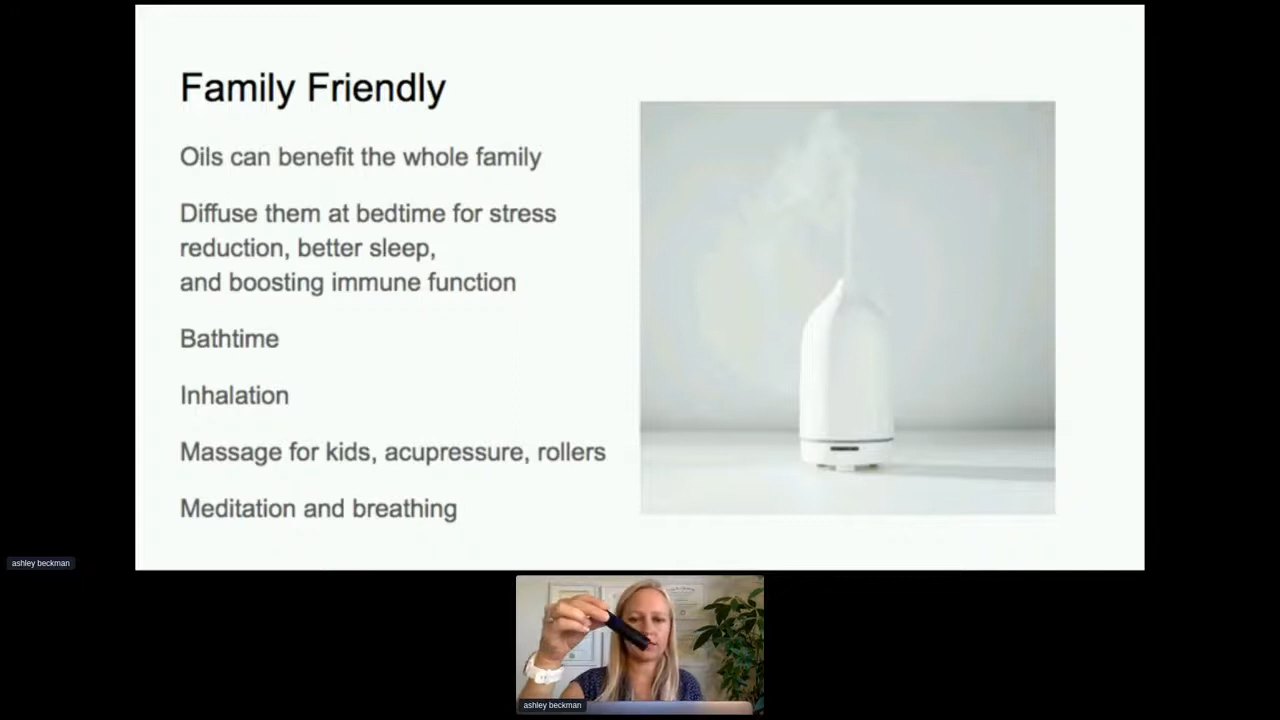 Family Friendly
Oils can benefit the whole family
Diffuse them at bedtime for stress
reduction, better sleep,
and boosting immune function
Bathtime
Inhalation
Massage for kids, acupressure, rollers
Meditation and breathing
ashley beckman
ashley beckman